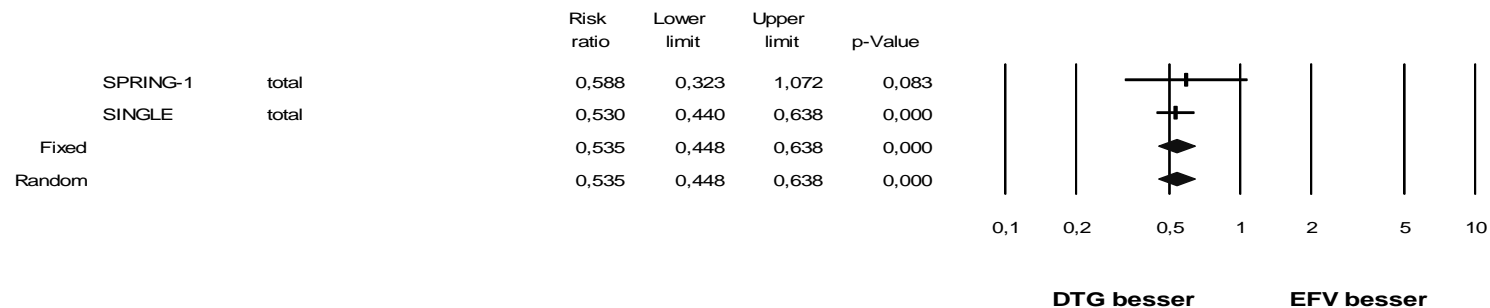 Risk Lower Upper
ratio limit limit p-Value
SPRING-1 total 0,588 0,323 1,072 0,083
SINGLE total 0,530 0,440 0,638 0,000
Fixed 0,535 0,448 0,638 0,000
Random 0,535 0,448 0,638 0,000
0,1 0,2 0,5 1 2 5 10
DTG besser EFV besser